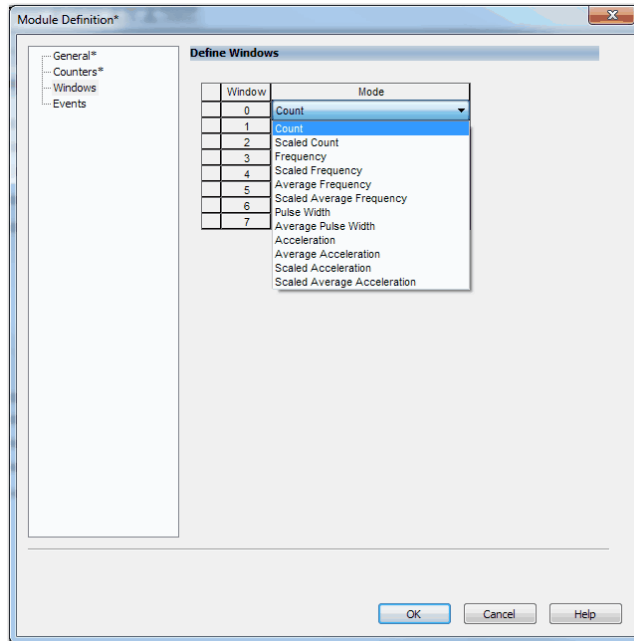 Module Definition*
General*
Counters*
Windows
Events
Define Windows
Window Mode
0 Count
1 Count
2 Scaled Count
3 Frequency
4 Scaled Frequency
5 Average Frequency
6 Scaled Average Frequency
7 Pulse Width
Average Pulse Width
Acceleration
Average Acceleration
Scaled Acceleration
Scaled Average Acceleration
OK Cancel Help